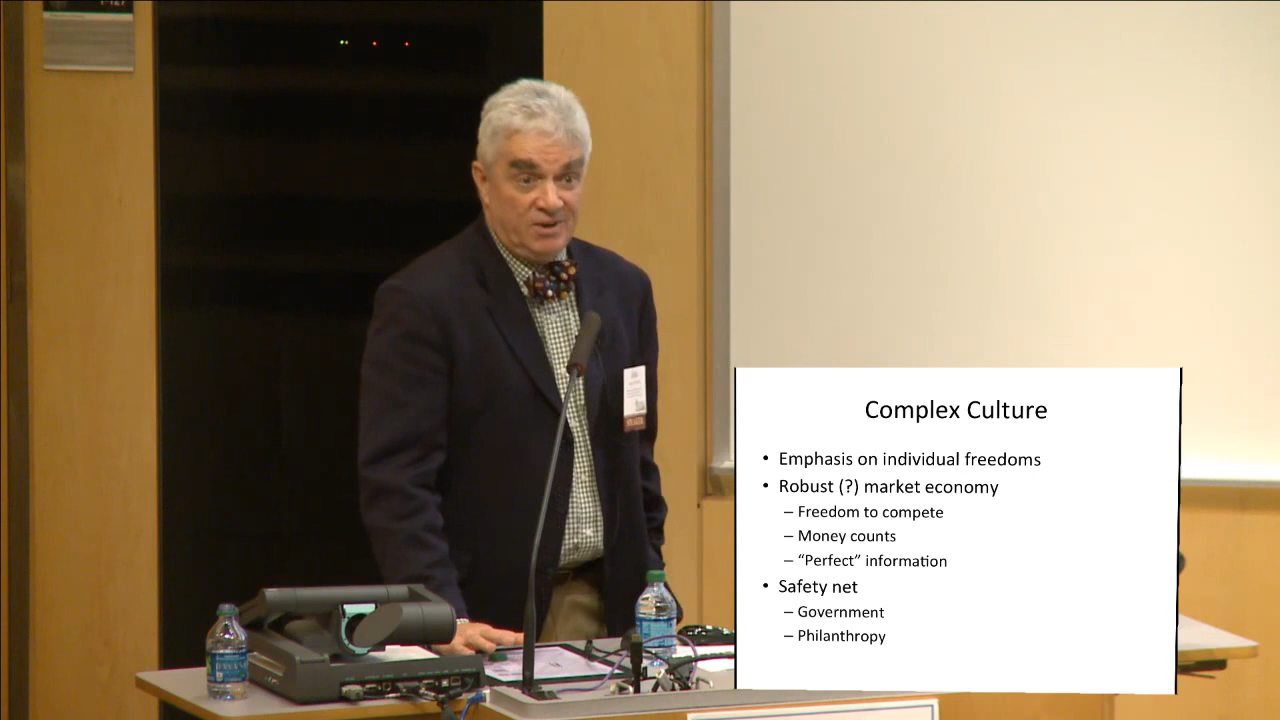 Complex Culture
• Emphasis on individual freedoms
• Robust (?) market economy
– Freedom to compete
– Money counts
– “Perfect” information
• Safety net
– Government
– Philanthropy
DASANI